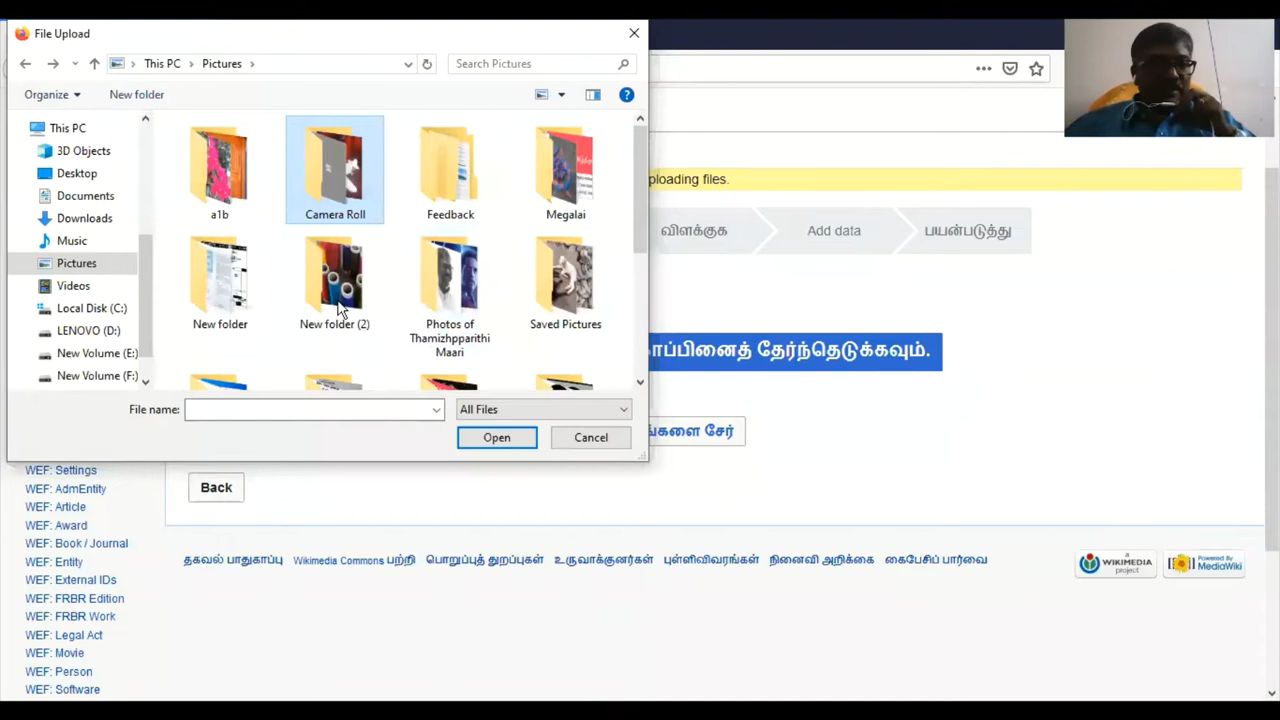 File Upload
This PC
Pictures
Search Pictures
Organize
New folder
This PC
3D Objects
Desktop
Documents
Downloads
Music
Pictures
Videos
Local Disk (C:)
LENOVO (D:)
New Volume (E:)
New Volume (F:)
a1b
Camera Roll
Feedback
Megalai
New folder
New folder (2)
Photos of
Thamizhpparithi
Maari
Saved Pictures
File name:
All Files
Open
Cancel
ploading files.
விளக்குக
Add data
பயன்படுத்து
தேர்ந்தெடுக்கவும்.
சேர்
Back
WEF: Settings
WEF: AdmEntity
WEF: Article
WEF: Award
WEF: Book / Journal
WEF: Entity
WEF: External IDs
WEF: FRBR Edition
WEF: FRBR Work
WEF: Legal Act
WEF: Movie
WEF: Person
WEF: Software
தகவல் பாதுகாப்பு
Wikimedia Commons பற்றி
பொறுப்புத் துறப்புகள்
உருவாக்குனர்கள்
புள்ளிவிவரங்கள்
நினைவி அறிக்கை
கைபேசிப் பார்வை
a
WIKIMEDIA
project
Powered By
MediaWiki